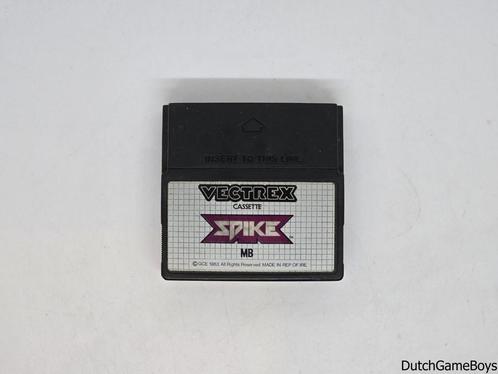 INSERT TO THIS LINE
VECTREX
CASSETTE
SPIKE
MB
© GCE 1983. All Rights Reserved. MADE IN REP OF IRE.
DutchGameBoys